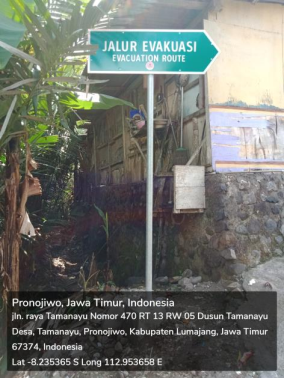 JALUR EVAKUASI
EVACUATION ROUTE
Pronojiwo, Jawa Timur, Indonesia
jln. raya Tamanayu Nomor 470 RT 13 RW 05 Dusun Tamanayu
Desa, Tamanayu, Pronojiwo, Kabupaten Lumajang, Jawa Timur
67374, Indonesia
Lat -8.235365 S Long 112.953658 E